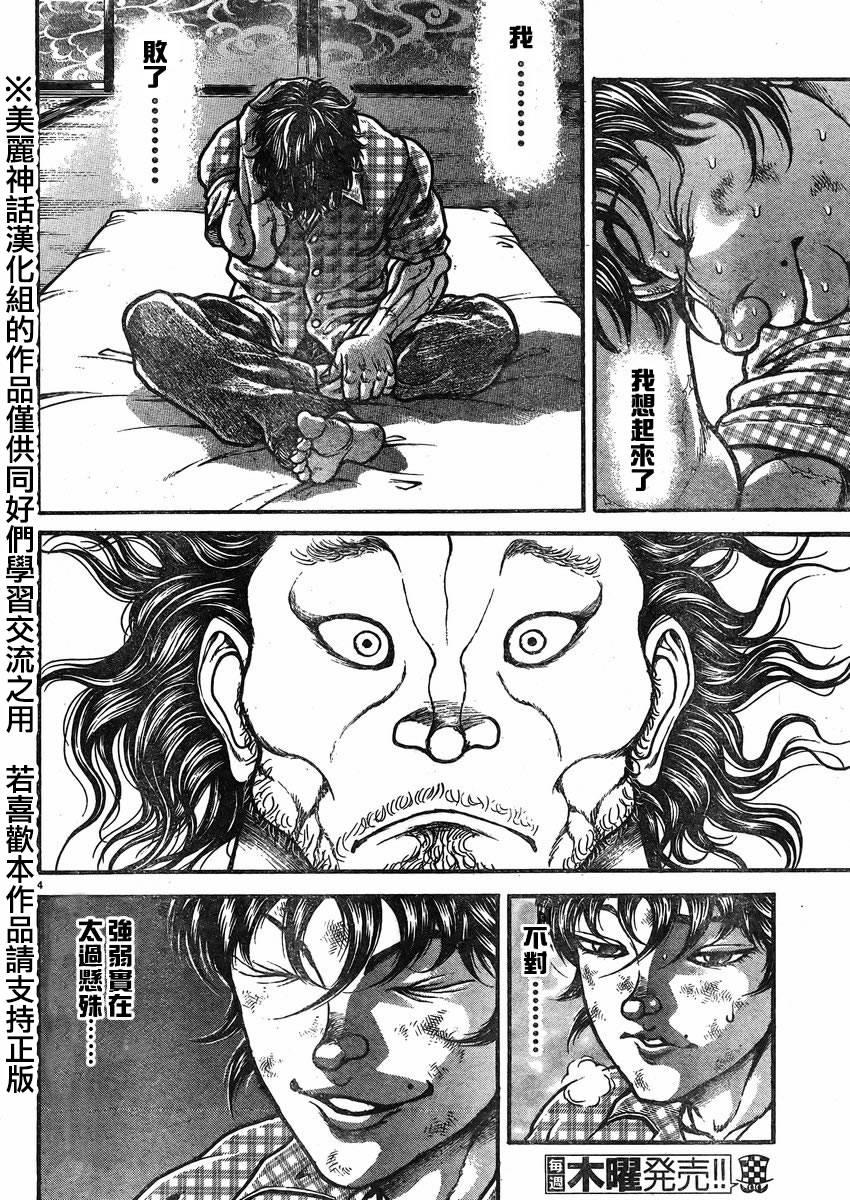 我想起來了
我………
敗了………
不對………
強弱實在
太過懸殊……
※美麗神話漢化組的作品僅供同好們學習交流之用　若喜歡本作品請支持正版
4
毎週木曜発売!!